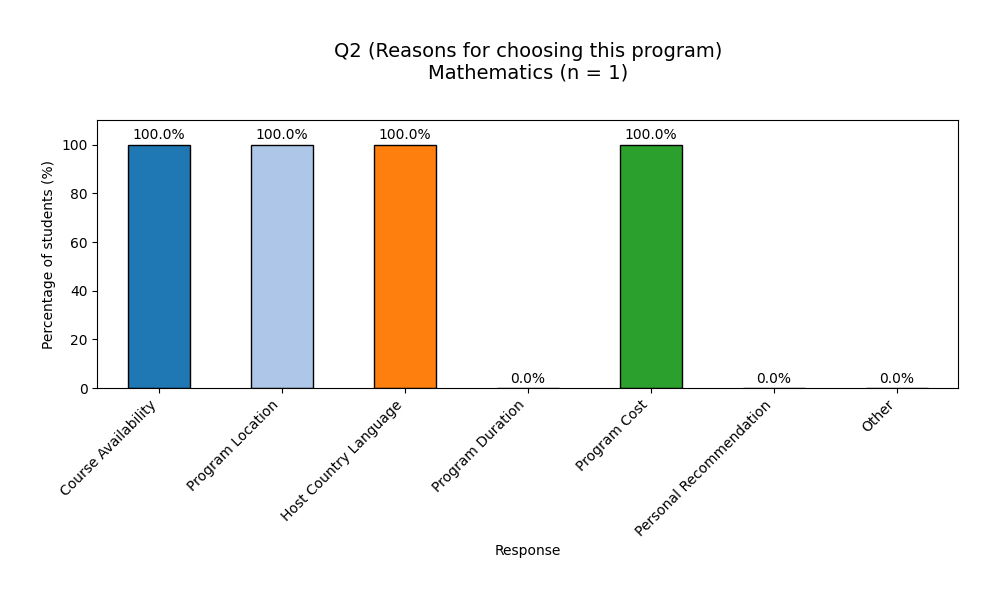 Q2 (Reasons for choosing this program)
Mathematics (n = 1)
100.0%
100.0%
100.0%
0.0%
100.0%
0.0%
0.0%
Percentage of students (%)
100
80
60
40
20
0
Course Availability
Program Location
Host Country Language
Program Duration
Program Cost
Personal Recommendation
Other
Response